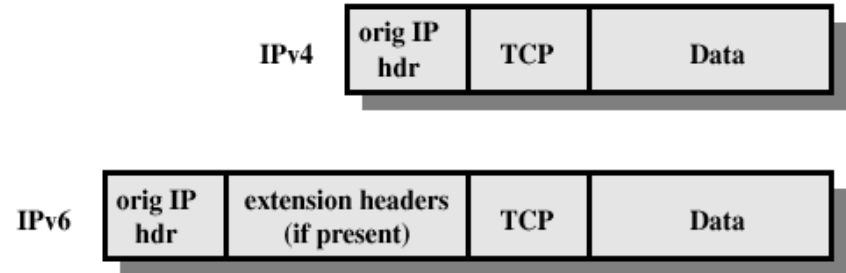 IPv4
orig IP
hdr
TCP
Data
IPv6
orig IP
hdr
extension headers
(if present)
TCP
Data